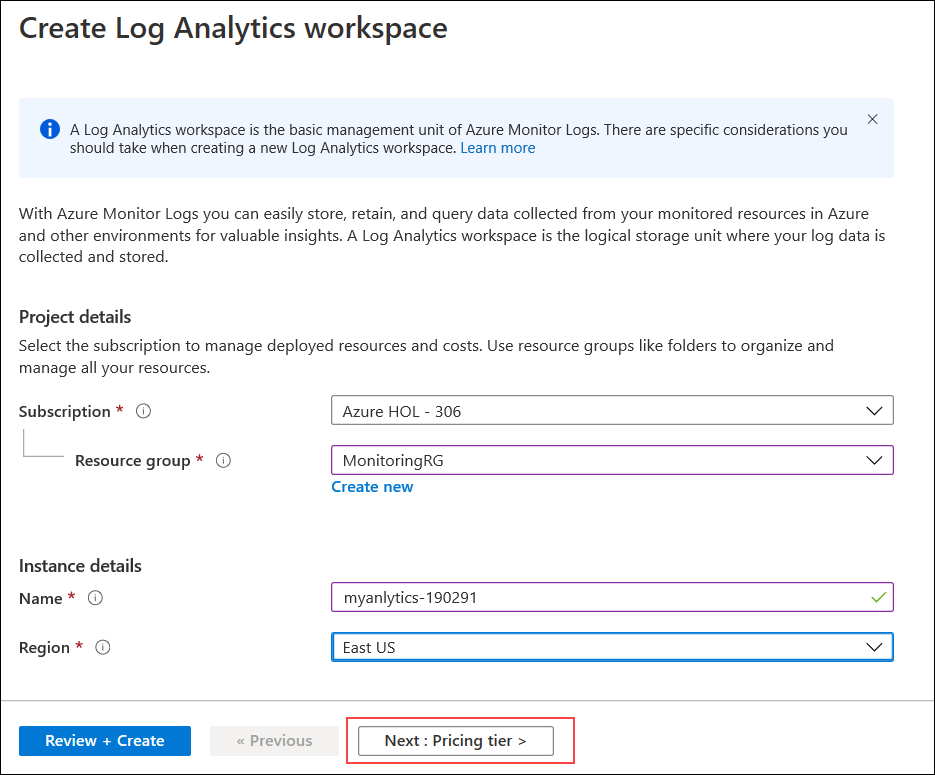 Create Log Analytics workspace
A Log Analytics workspace is the basic management unit of Azure Monitor Logs. There are specific considerations you
should take when creating a new Log Analytics workspace. Learn more
With Azure Monitor Logs you can easily store, retain, and query data collected from your monitored resources in Azure
and other environments for valuable insights. A Log Analytics workspace is the logical storage unit where your log data is
collected and stored.
Project details
Select the subscription to manage deployed resources and costs. Use resource groups like folders to organize and
manage all your resources.
Subscription * Azure HOL - 306
Resource group * MonitoringRG
Create new
Instance details
Name * myanlytics-190291
Region * East US
Review + Create « Previous Next : Pricing tier >